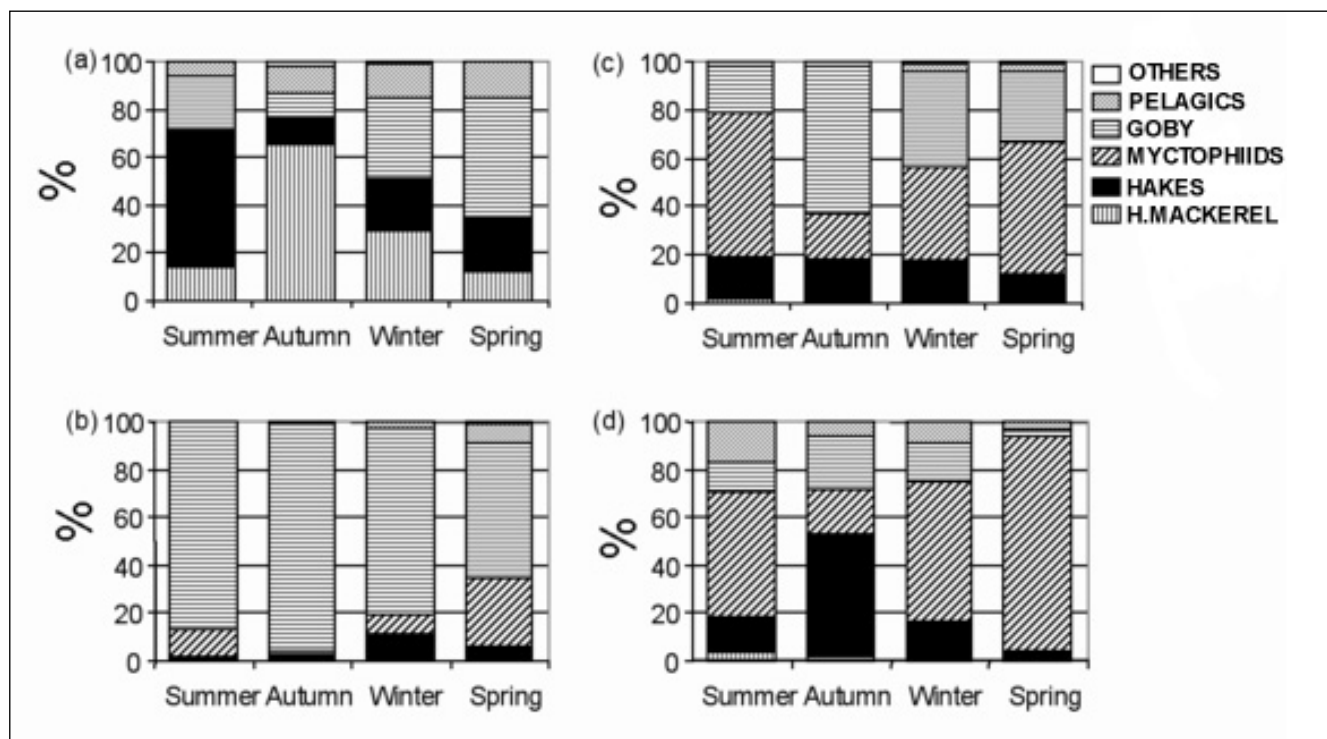 (a)
100
80
60
40
20
0
%
Summer Autumn Winter Spring
(c)
100
80
60
40
20
0
%
Summer Autumn Winter Spring
OTHERS
PELAGICS
GOBY
MYCTOPHIIDS
HAKES
H.MACKEREL
(b)
100
80
60
40
20
0
%
Summer Autumn Winter Spring
(d)
100
80
60
40
20
0
%
Summer Autumn Winter Spring